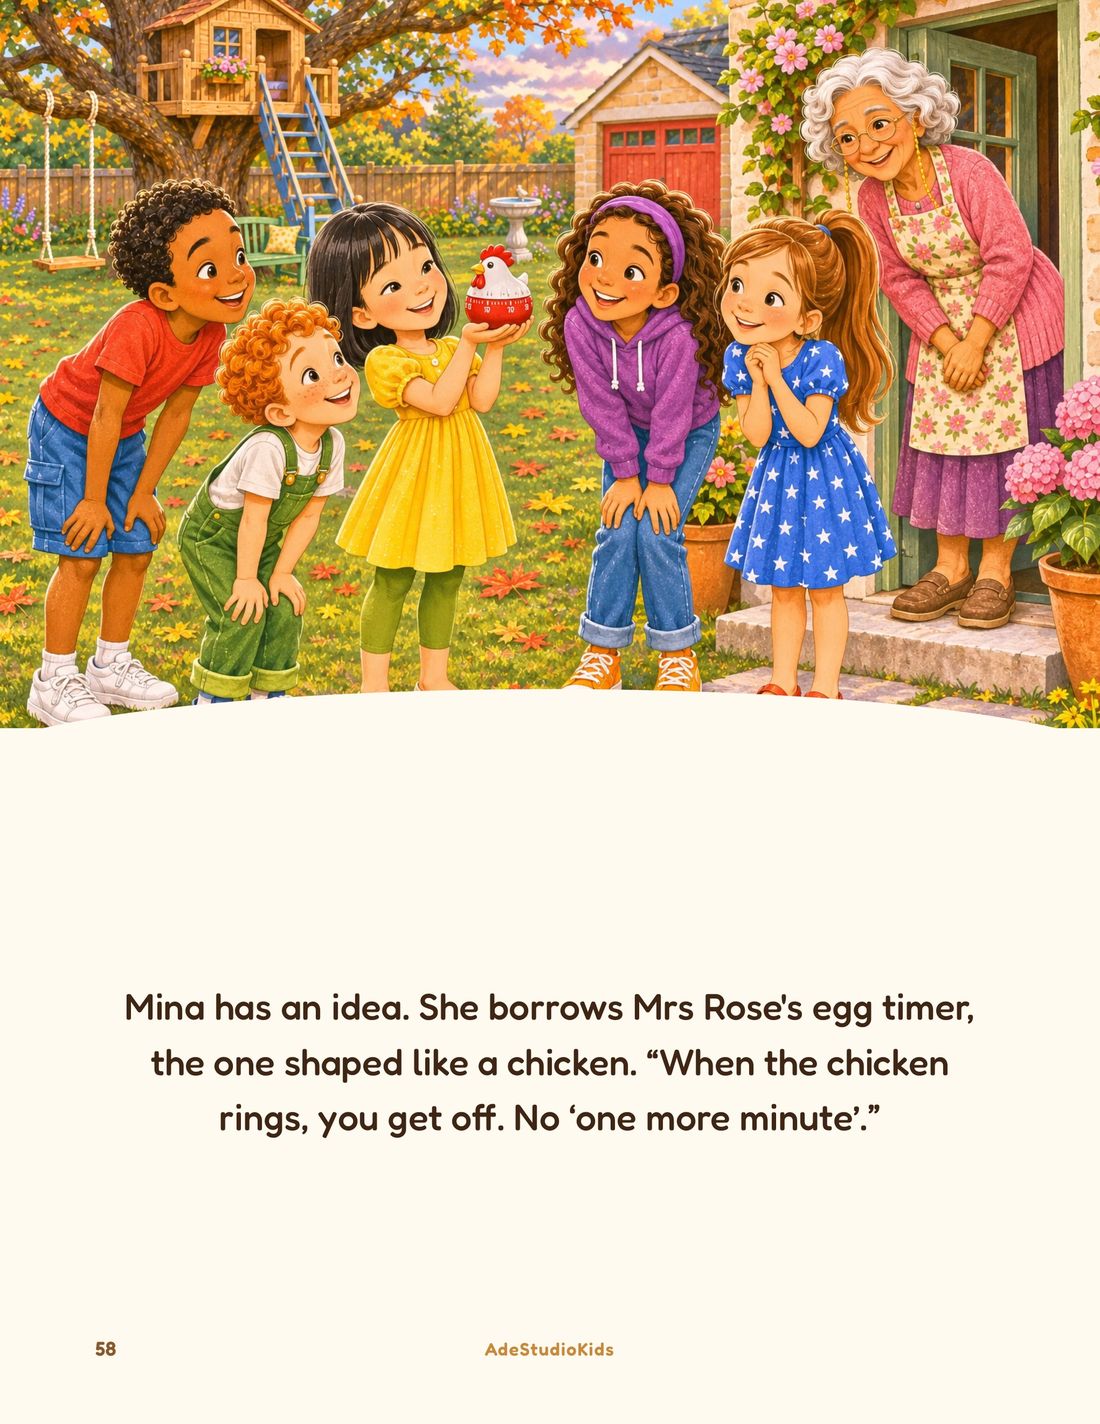 Mina has an idea. She borrows Mrs Rose's egg timer,
the one shaped like a chicken. “When the chicken
rings, you get off. No ‘one more minute’.”
58
AdeStudioKids